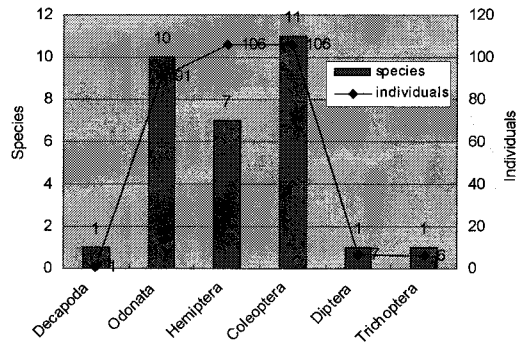 12
10
8
6
4
2
0
Species
120
100
80
60
40
20
0
Individuals
species
individuals
1
10
7
11
1
1
1
91
106
106
7
6
Decapoda
Odonata
Hemiptera
Coleoptera
Diptera
Trichoptera